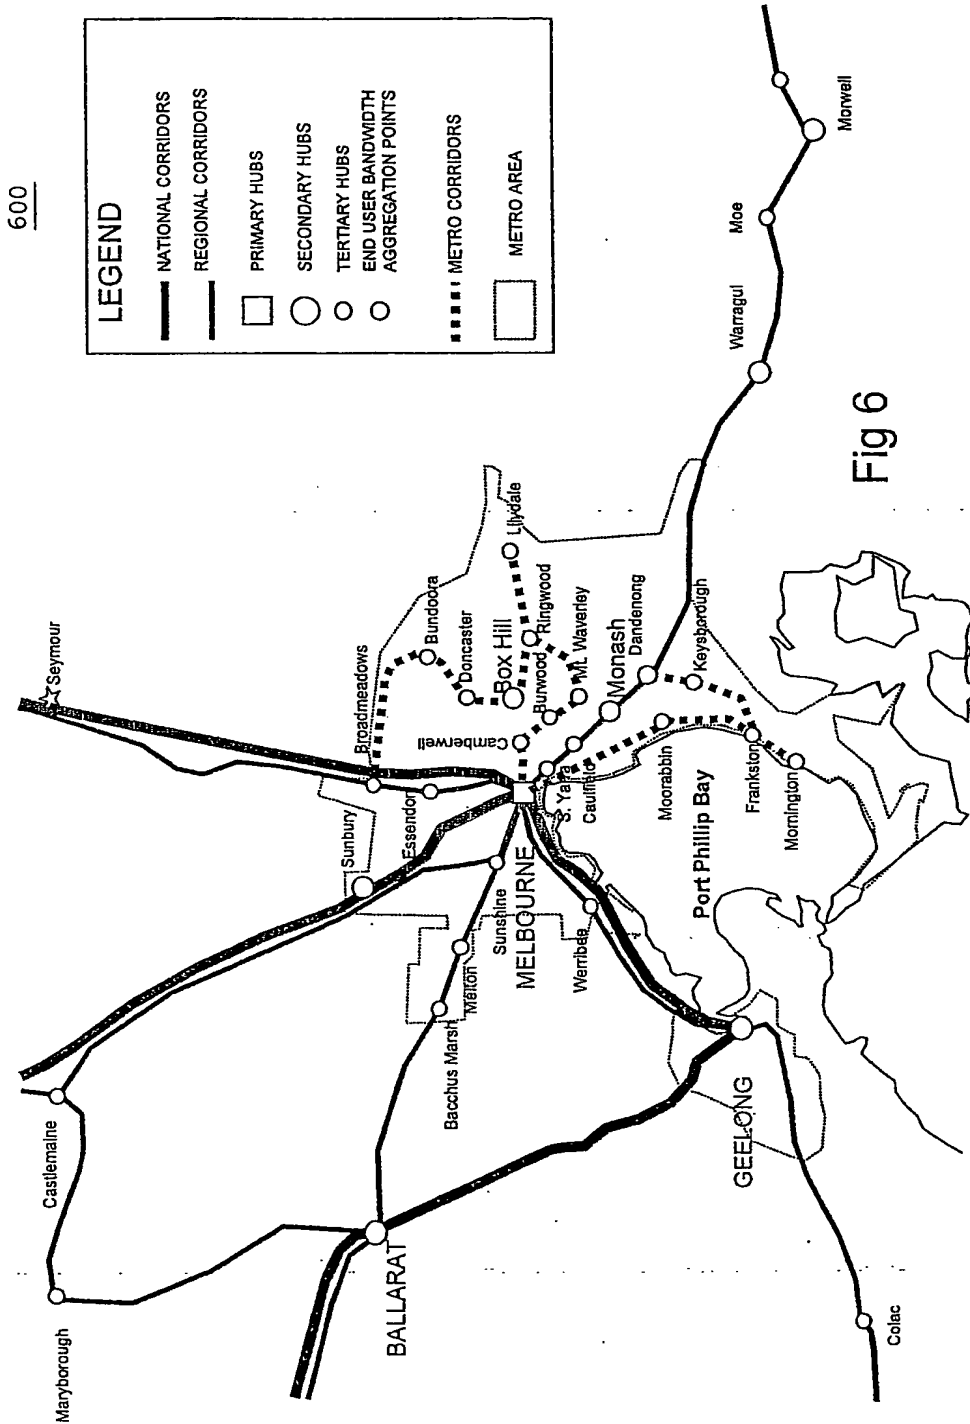 600
LEGEND
NATIONAL CORRIDORS
REGIONAL CORRIDORS
PRIMARY HUBS
SECONDARY HUBS
TERTIARY HUBS
END USER BANDWIDTH
AGGREGATION POINTS
METRO CORRIDORS
METRO AREA
Seymour
Broadmeadows
Bundoora
Doncaster
Box Hill
Lilydale
Ringwood
Burwood
Mt. Waverley
Camberwell
Monash
Dandenong
Keysborough
S. Yarra
Caulfield
Moorabbin
Frankston
Mornington
Port Phillip Bay
Warragul
Moe
Morwell
Sunbury
Essendon
Sunshine
MELBOURNE
Werribee
Melton
Bacchus Marsh
Castlemaine
Maryborough
BALLARAT
GEELONG
Colac
Fig 6